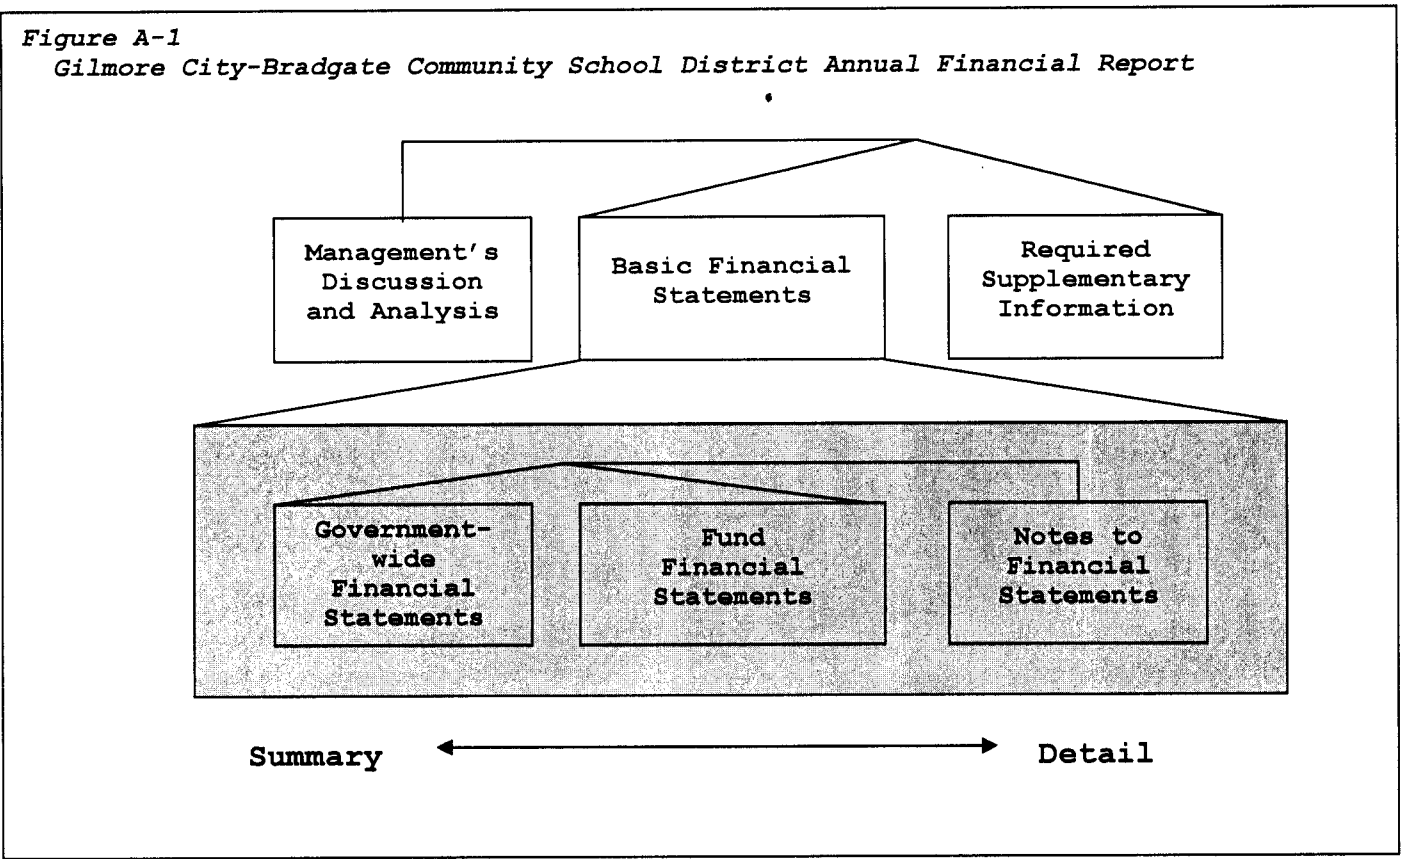 Figure A-1
Gilmore City-Bradgate Community School District Annual Financial Report
Management's
Discussion
and Analysis
Basic Financial
Statements
Required
Supplementary
Information
Government-
wide
Financial
Statements
Fund
Financial
Statements
Notes to
Financial
Statements
Summary
Detail